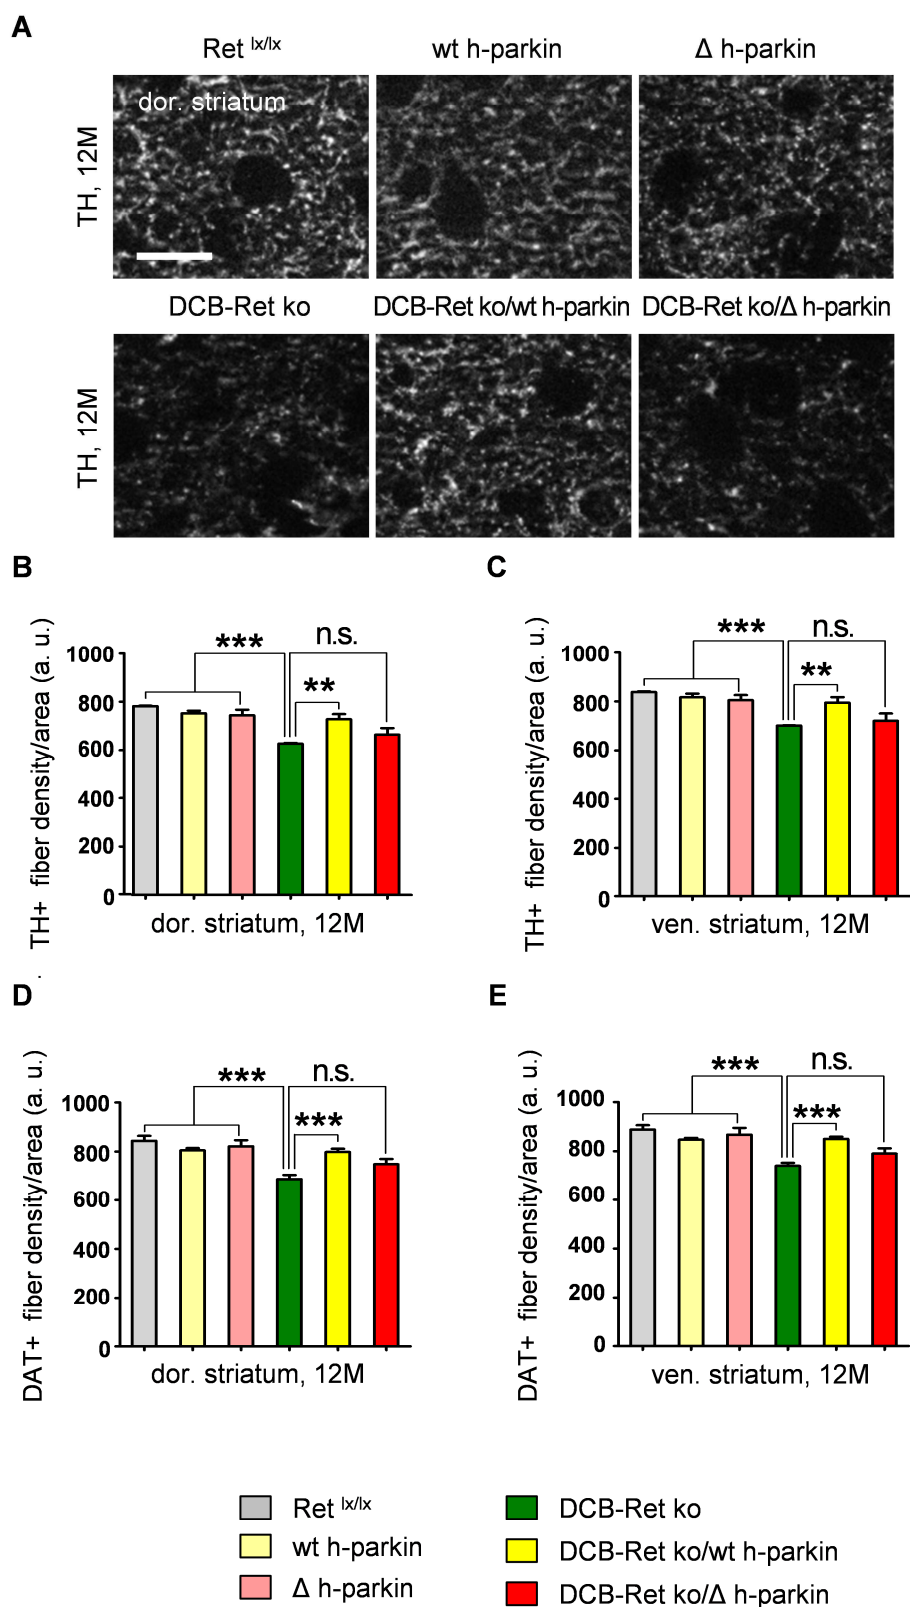 A
Ret lx/lx
wt h-parkin
Δ h-parkin
dor. striatum
TH, 12M
DCB-Ret ko
DCB-Ret ko/wt h-parkin
DCB-Ret ko/Δ h-parkin
TH, 12M
B
TH+ fiber density/area (a. u.)
1000
800
600
400
200
0
***
n.s.
**
dor. striatum, 12M
C
TH+ fiber density/area (a. u.)
1000
800
600
400
200
0
***
n.s.
**
ven. striatum, 12M
D
DAT+ fiber density/area (a. u.)
1000
800
600
400
200
0
***
n.s.
***
dor. striatum, 12M
E
DAT+ fiber density/area (a. u.)
1000
800
600
400
200
0
***
n.s.
***
ven. striatum, 12M
Ret lx/lx
wt h-parkin
Δ h-parkin
DCB-Ret ko
DCB-Ret ko/wt h-parkin
DCB-Ret ko/Δ h-parkin